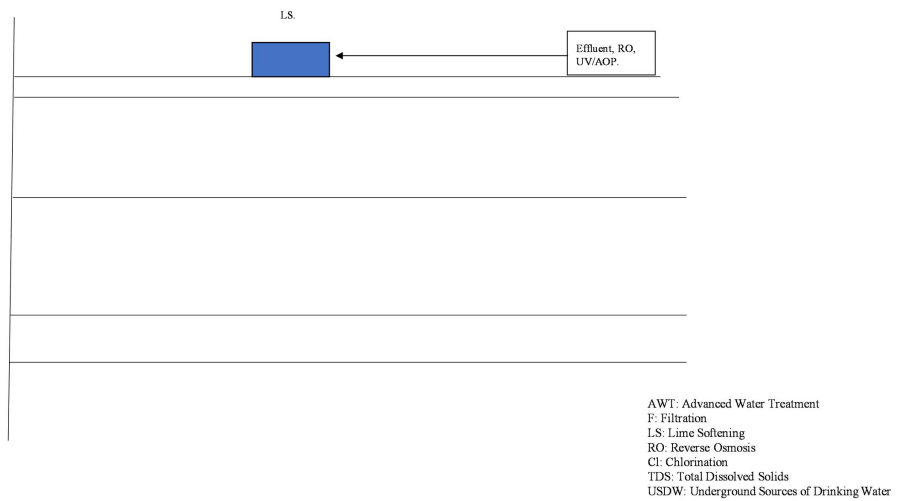 LS.
Effluent, RO,
UV/AOP.
AWT: Advanced Water Treatment
F: Filtration
LS: Lime Softening
RO: Reverse Osmosis
Cl: Chlorination
TDS: Total Dissolved Solids
USDW: Underground Sources of Drinking Water